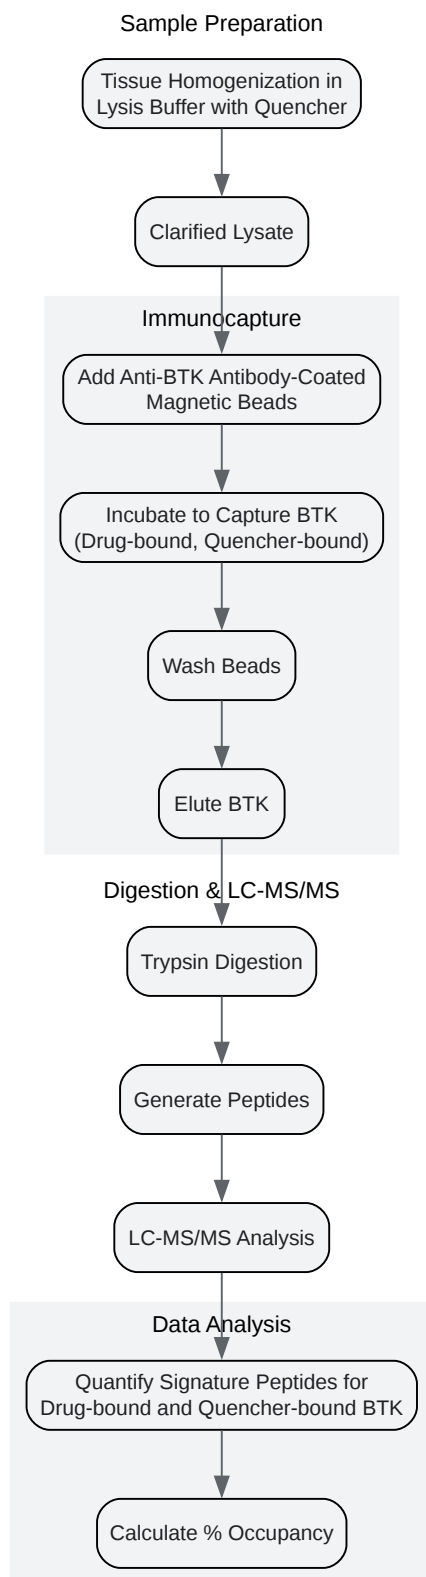 Sample Preparation
Tissue Homogenization in
Lysis Buffer with Quencher
Clarified Lysate
Immunocapture
Add Anti-BTK Antibody-Coated
Magnetic Beads
Incubate to Capture BTK
(Drug-bound, Quencher-bound)
Wash Beads
Elute BTK
Digestion & LC-MS/MS
Trypsin Digestion
Generate Peptides
LC-MS/MS Analysis
Data Analysis
Quantify Signature Peptides for
Drug-bound and Quencher-bound BTK
Calculate % Occupancy